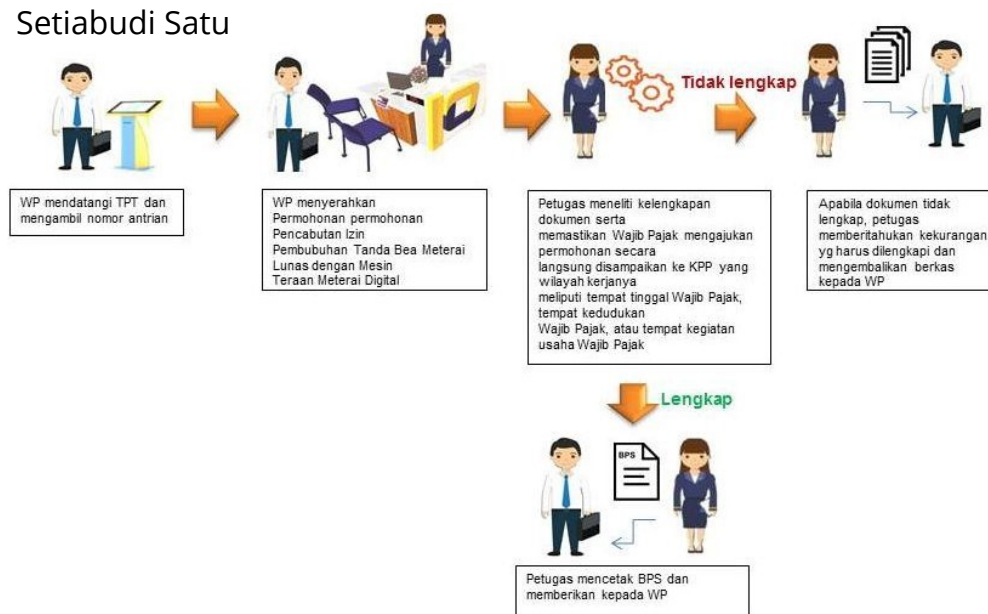 Setiabudi Satu
WP mendatangi TPT dan
mengambil nomor antrian
WP menyerahkan
Permohonan permohonan
Pencabutan Izin
Pembubuhan Tanda Bea Meterai
Lunas dengan Mesin
Teraan Meterai Digital
Petugas meneliti kelengkapan
dokumen serta
memastikan Wajib Pajak mengajukan
permohonan secara
langsung disampaikan ke KPP yang
wilayah kerjanya
meliputi tempat tinggal Wajib Pajak,
tempat kedudukan
Wajib Pajak, atau tempat kegiatan
usaha Wajib Pajak
Tidak lengkap
Apabila dokumen tidak
lengkap, petugas
memberitahukan kekurangan
yg harus dilengkapi dan
mengembalikan berkas
kepada WP
Lengkap
BPS
Petugas mencetak BPS dan
memberikan kepada WP